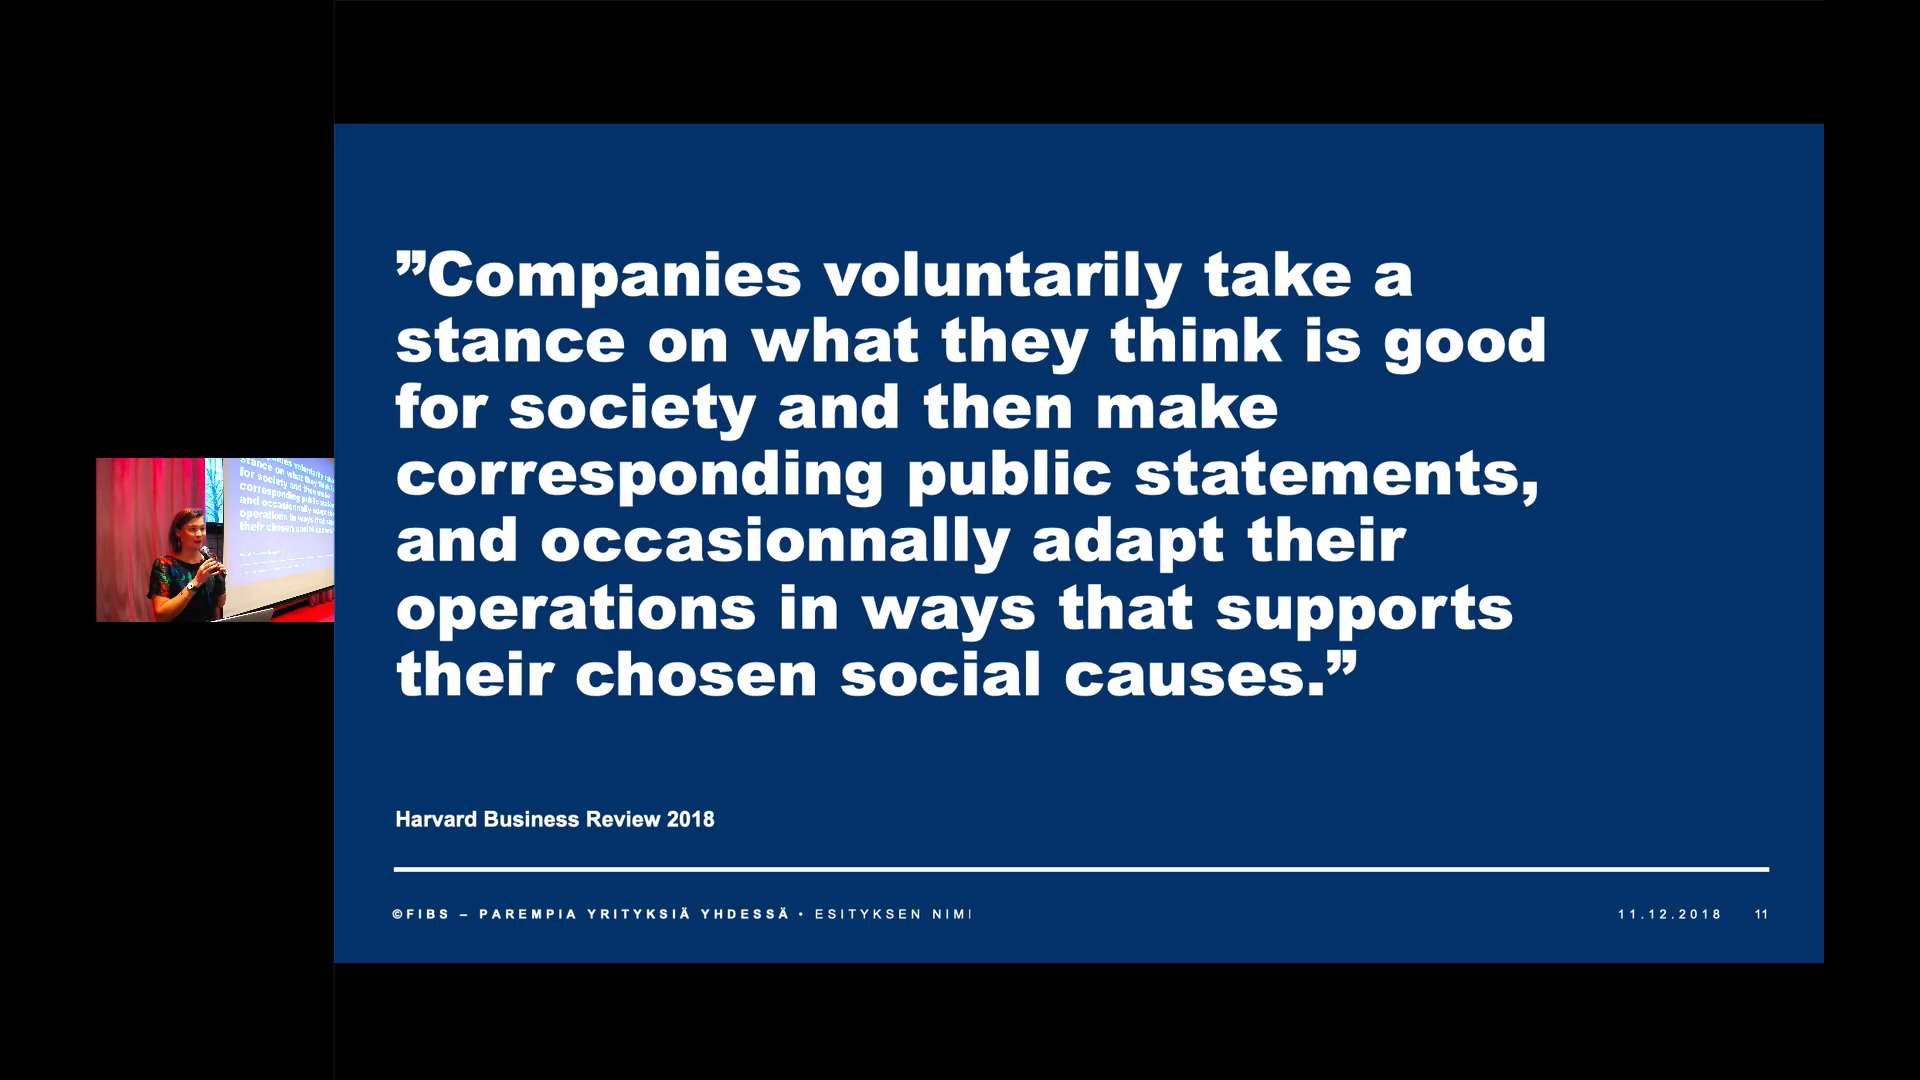 ”Companies voluntarily take a
stance on what they think is good
for society and then make
corresponding public statements,
and occasionnally adapt their
operations in ways that supports
their chosen social causes.”
Harvard Business Review 2018
©FIBS – PAREMPIA YRITYKSIÄ YHDESSÄ • ESITYKSEN NIMI
11.12.2018 11